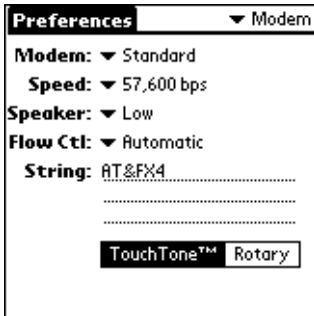 Preferences ▼ Modem
Modem: ▼ Standard
Speed: ▼ 57,600 bps
Speaker: ▼ Low
Flow Ctl: ▼ Automatic
String: AT&FX4
TouchTone™ Rotary